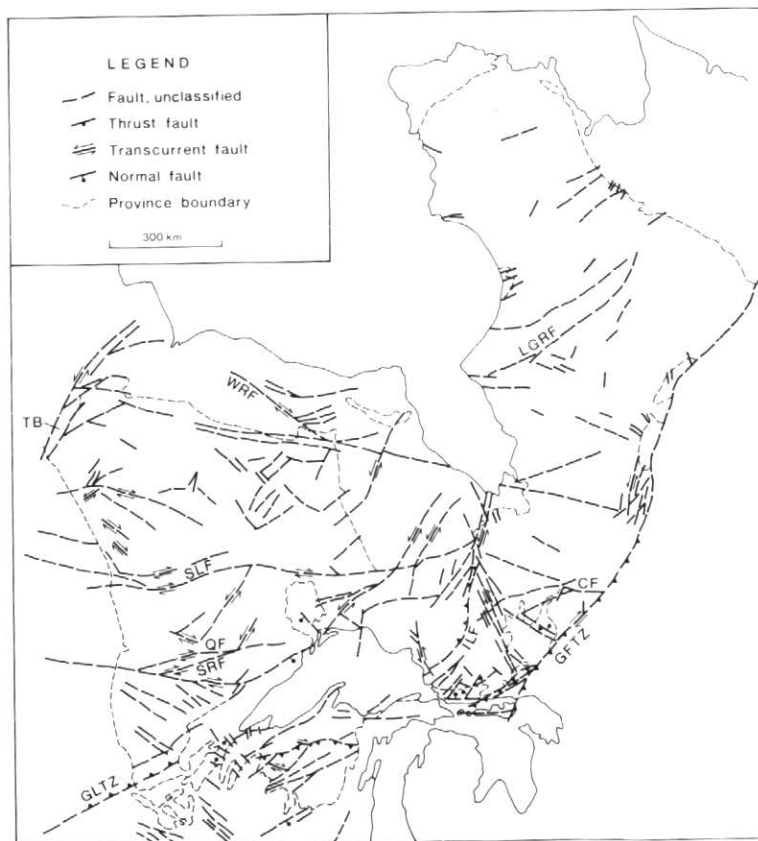 LEGEND
Fault, unclassified
Thrust fault
Transcurrent fault
Normal fault
Province boundary
300 km
LGRF
WRF
TB
SLF
CF
QF
ILF
SRF
GFTZ
GLTZ